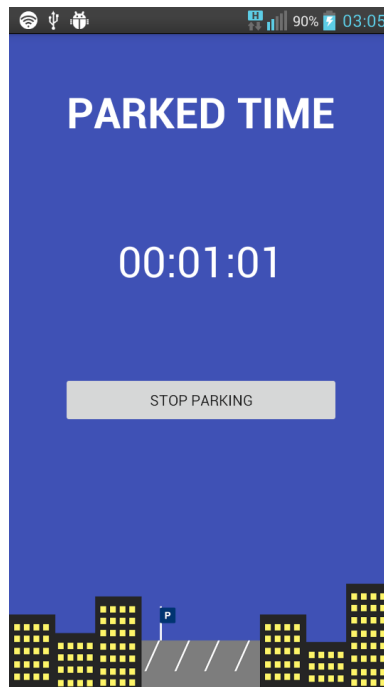 H 90% 03:05
PARKED TIME
00:01:01
STOP PARKING
P